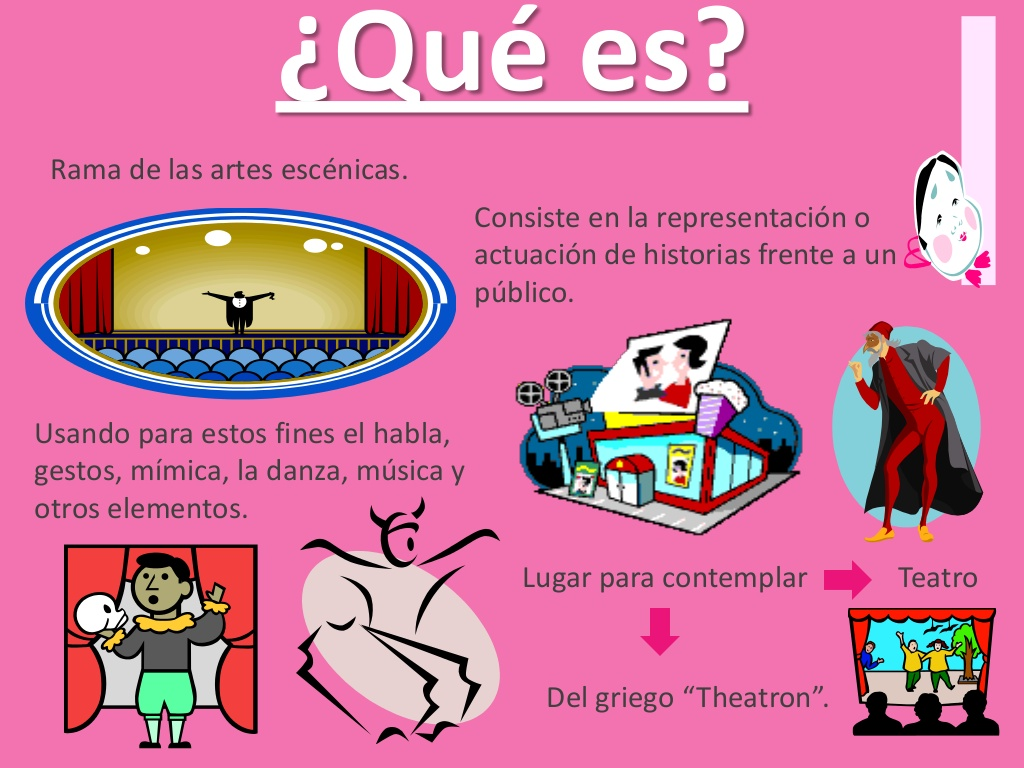 ¿Qué es?
Rama de las artes escénicas.
Consiste en la representación o
actuación de historias frente a un
público.
Usando para estos fines el habla,
gestos, mímica, la danza, música y
otros elementos.
Lugar para contemplar
Teatro
Del griego “Theatron”.